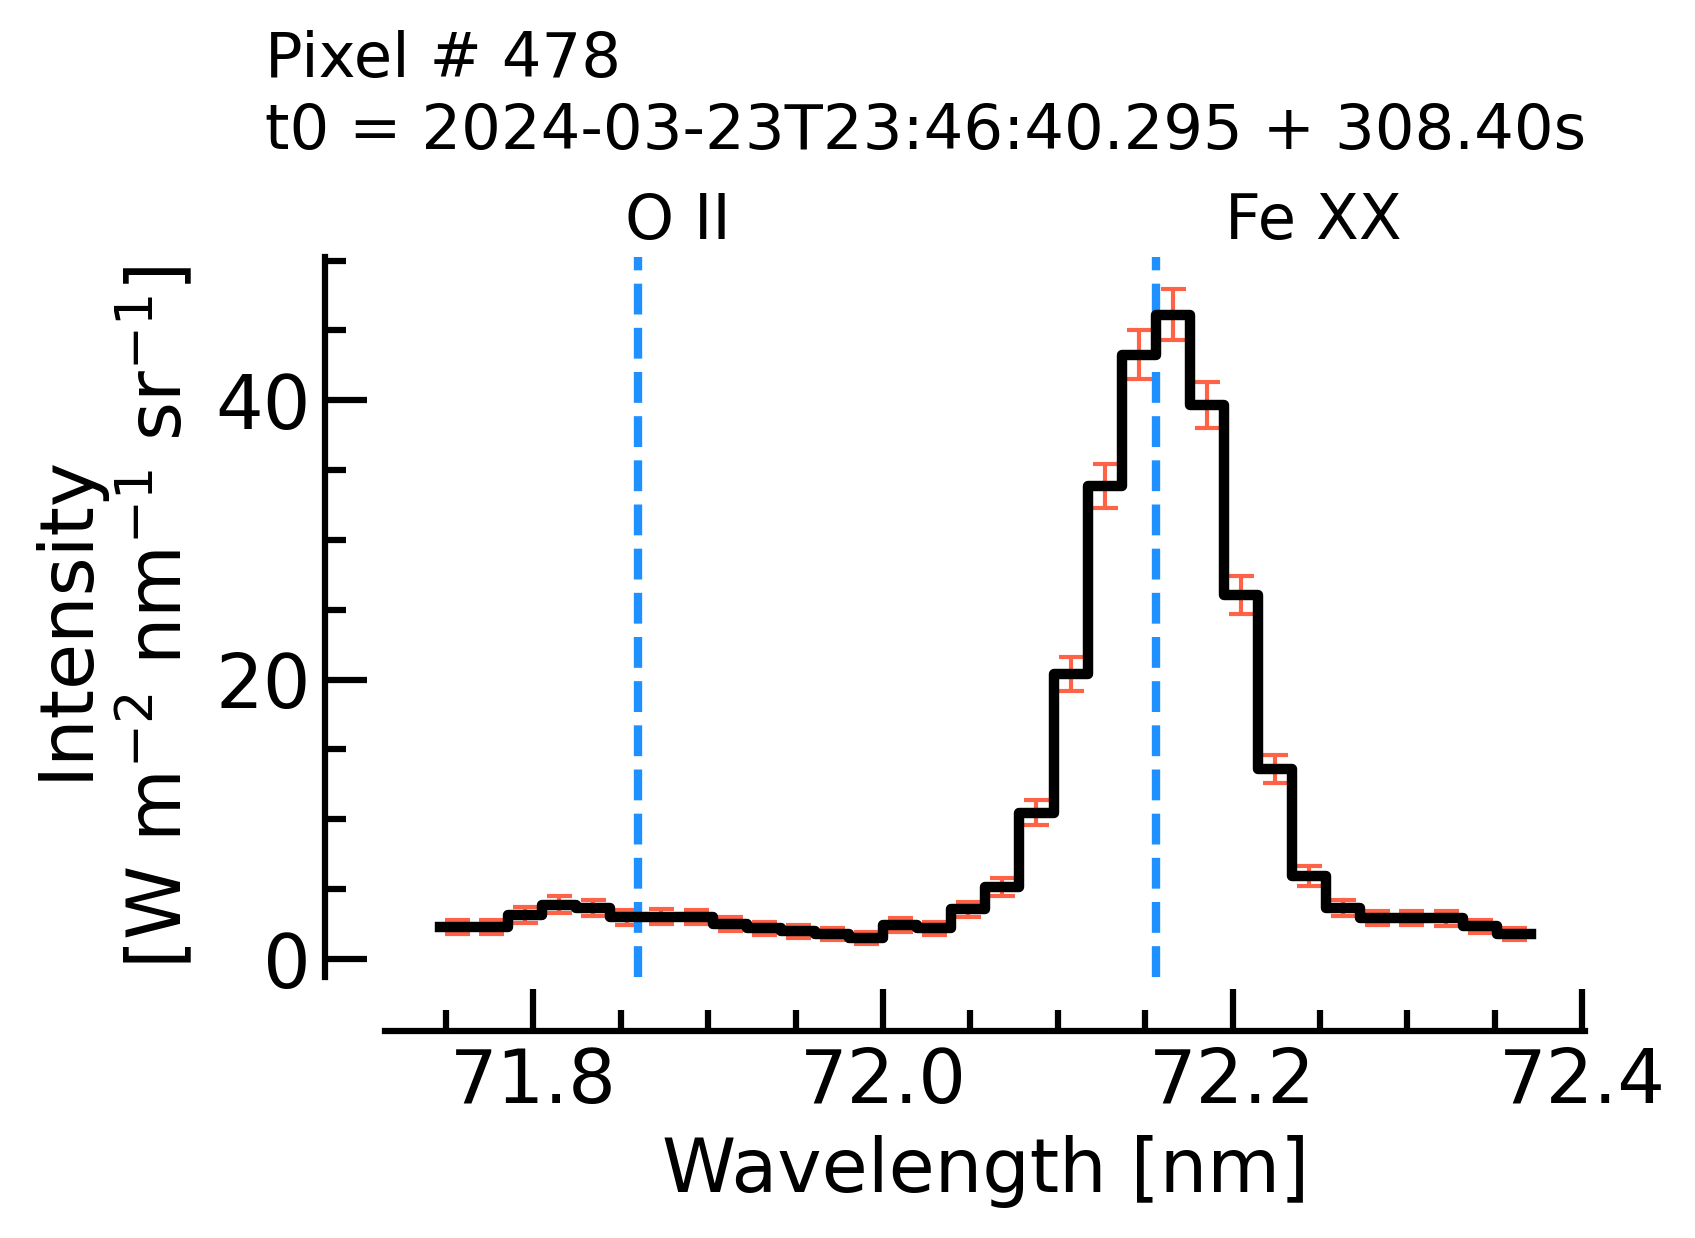 Pixel # 478
t0 = 2024-03-23T23:46:40.295 + 308.40s
O II
Fe XX
Intensity
[W m⁻² nm⁻¹ sr⁻¹]
40
20
0
71.8 72.0 72.2 72.4
Wavelength [nm]